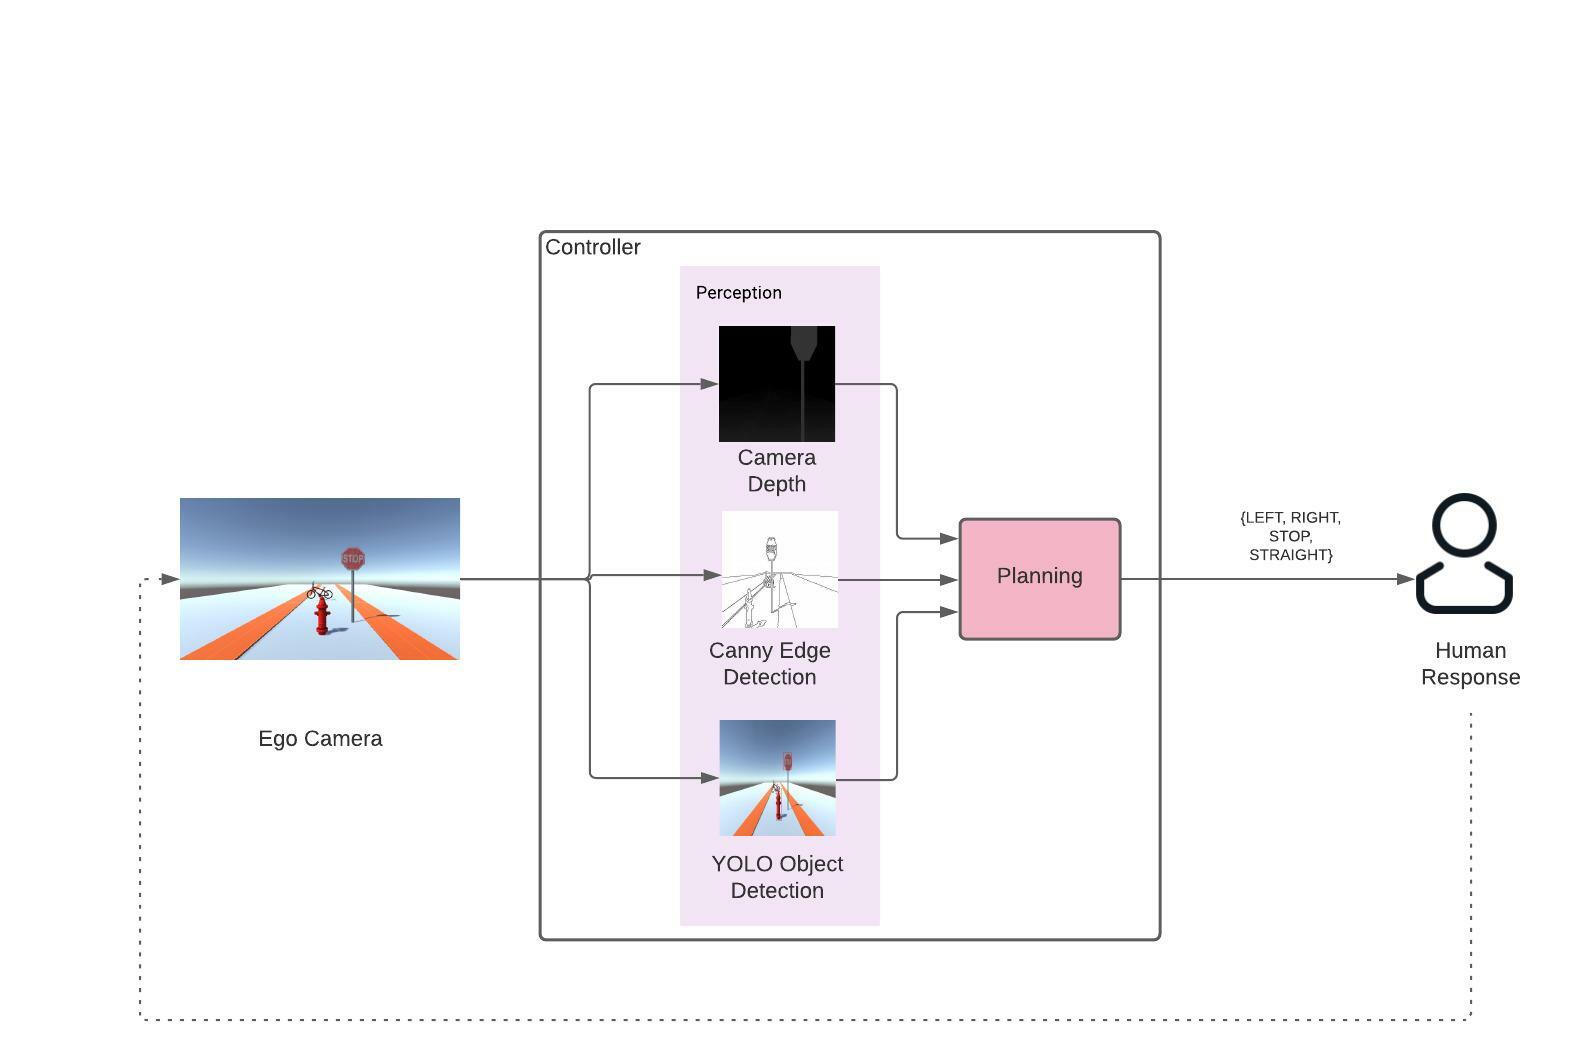 Controller
Perception
Camera
Depth
STOP
Ego Camera
Canny Edge
Detection
YOLO Object
Detection
Planning
{LEFT, RIGHT,
STOP,
STRAIGHT}
Human
Response